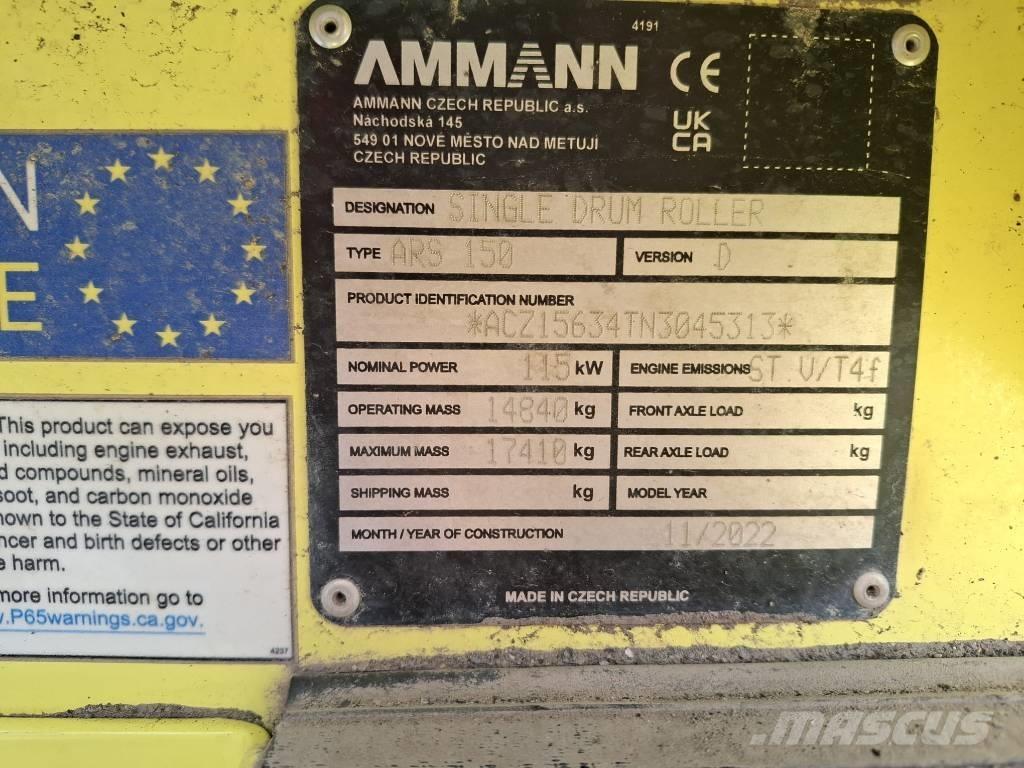 4191
AMMANN
CE
UK
CA
AMMANN CZECH REPUBLIC a.s.
Náchodská 145
549 01 NOVÉ MĚSTO NAD METUJÍ
CZECH REPUBLIC
DESIGNATION SINGLE DRUM ROLLER
TYPE ARS 150
VERSION D
PRODUCT IDENTIFICATION NUMBER
*ACZ15634TN3045313*
NOMINAL POWER 115 kW
ENGINE EMISSIONS ST V/T4f
OPERATING MASS 14840 kg
FRONT AXLE LOAD kg
MAXIMUM MASS 17410 kg
REAR AXLE LOAD kg
SHIPPING MASS kg
MODEL YEAR
MONTH / YEAR OF CONSTRUCTION 11/2022
MADE IN CZECH REPUBLIC
N
E
This product can expose you
including engine exhaust,
d compounds, mineral oils,
soot, and carbon monoxide
nown to the State of California
ncer and birth defects or other
e harm.
more information go to
.P65warnings.ca.gov.
4237
mascus